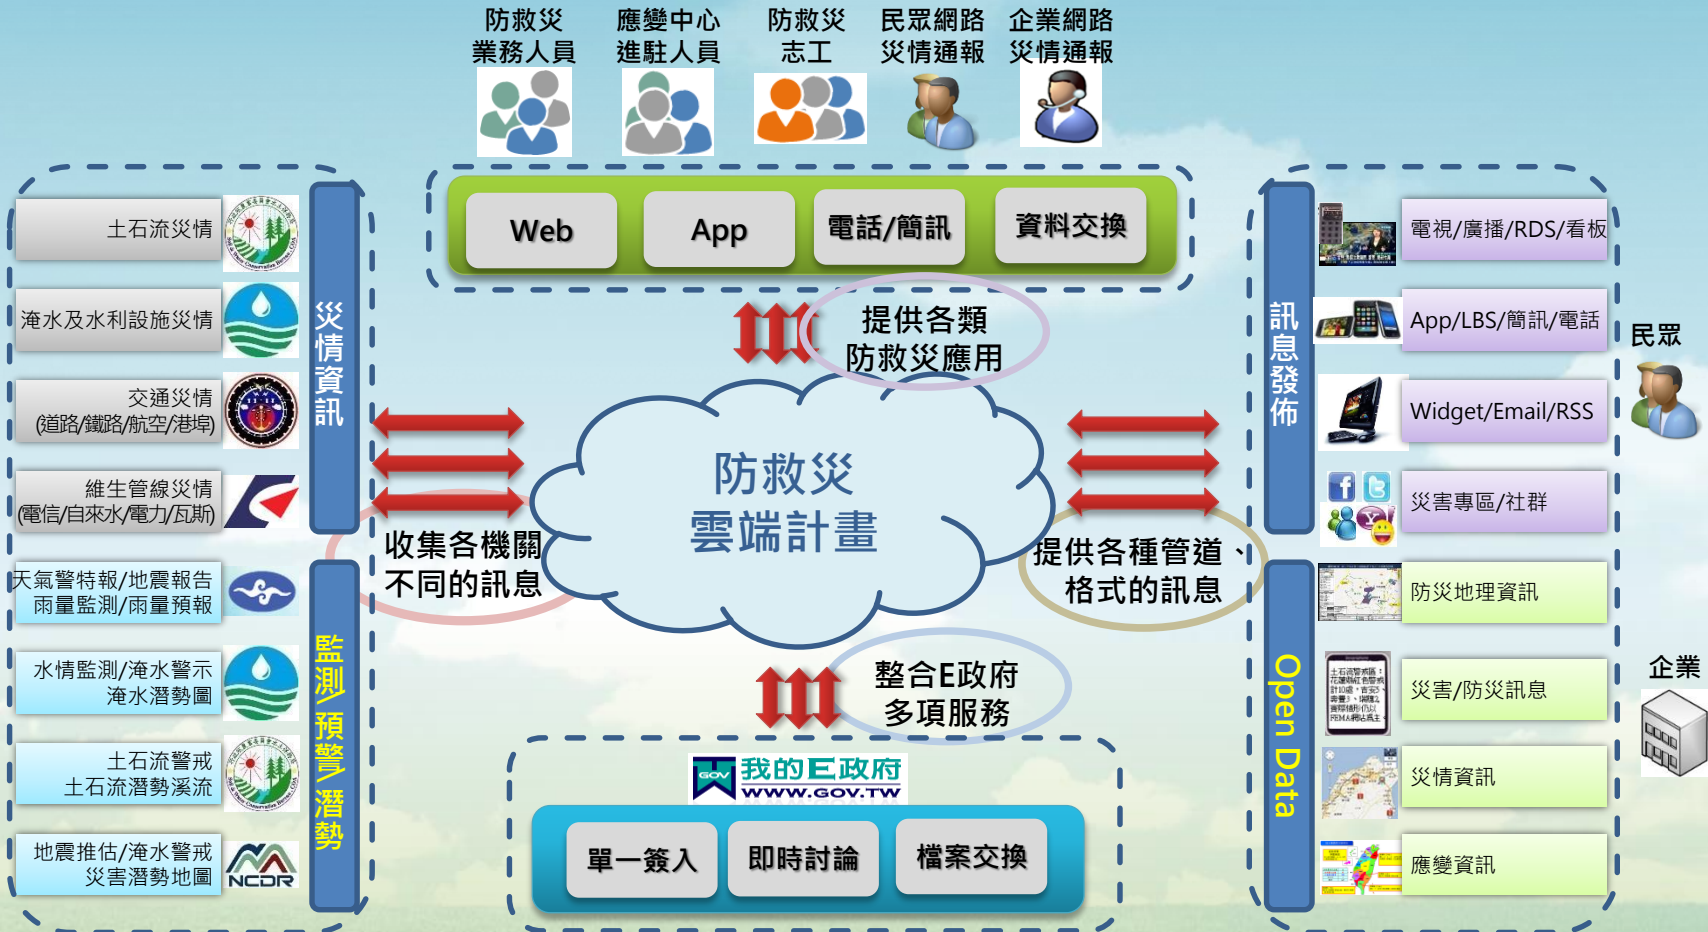 防救災
業務人員
應變中心
進駐人員
防救災
志工
民眾網路
災情通報
企業網路
災情通報
Web
App
電話/簡訊
資料交換
提供各類
防救災應用
災情資訊
土石流災情
淹水及水利設施災情
交通災情
(道路/鐵路/航空/港埠)
維生管線災情
(電信/自來水/電力/瓦斯)
監測/預警/潛勢
天氣警特報/地震報告
雨量監測/雨量預報
水情監測/淹水警示
淹水潛勢圖
土石流警戒
土石流潛勢溪流
地震推估/淹水警戒
災害潛勢地圖
NCDR
收集各機關
不同的訊息
防救災
雲端計畫
提供各種管道、
格式的訊息
整合E政府
多項服務
GOV
我的E政府
WWW.GOV.TW
單一簽入
即時討論
檔案交換
訊息發佈
電視/廣播/RDS/看板
App/LBS/簡訊/電話
Widget/Email/RSS
災害專區/社群
Open Data
防災地理資訊
災害/防災訊息
災情資訊
應變資訊
民眾
企業